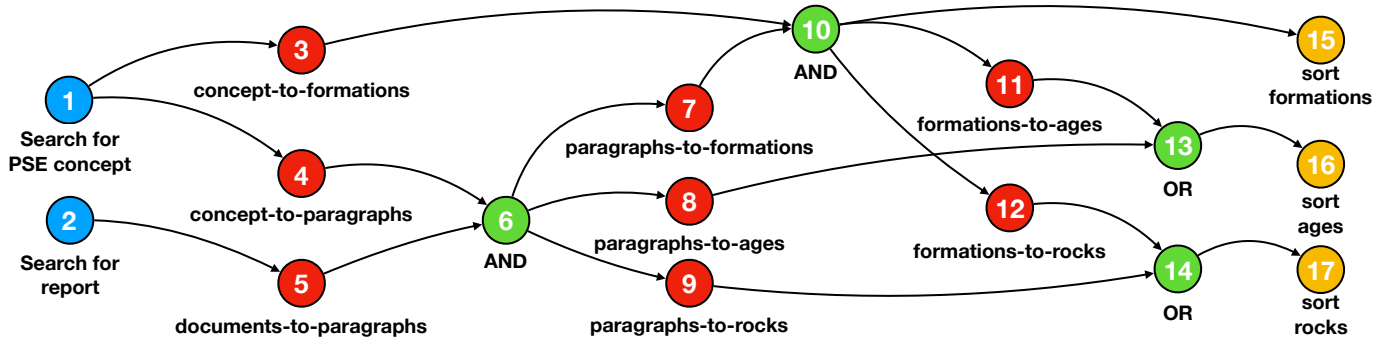 1
Search for
PSE concept
2
Search for
report
3
concept-to-formations
4
concept-to-paragraphs
5
documents-to-paragraphs
6
AND
7
paragraphs-to-formations
8
paragraphs-to-ages
9
paragraphs-to-rocks
10
AND
11
formations-to-ages
12
formations-to-rocks
13
OR
14
OR
15
sort
formations
16
sort
ages
17
sort
rocks